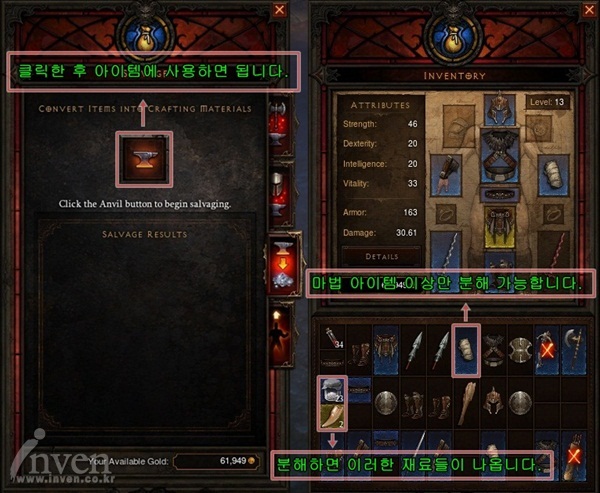 클릭한 후 아이템에 사용하면 됩니다.
CONVERT ITEMS INTO CRAFTING MATERIALS
Click the Anvil button to begin salvaging.
SALVAGE RESULTS
Your Available Gold: 61,949
INVEN
www.inven.co.kr
INVENTORY
ATTRIBUTES
Level: 13
Strength: 46
Dexterity: 20
Intelligence: 20
Vitality: 33
Armor: 163
Damage: 30.61
DETAILS
마법 아이템 이상만 분해 가능합니다.
34
23
7
분해하면 이러한 재료들이 나옵니다.